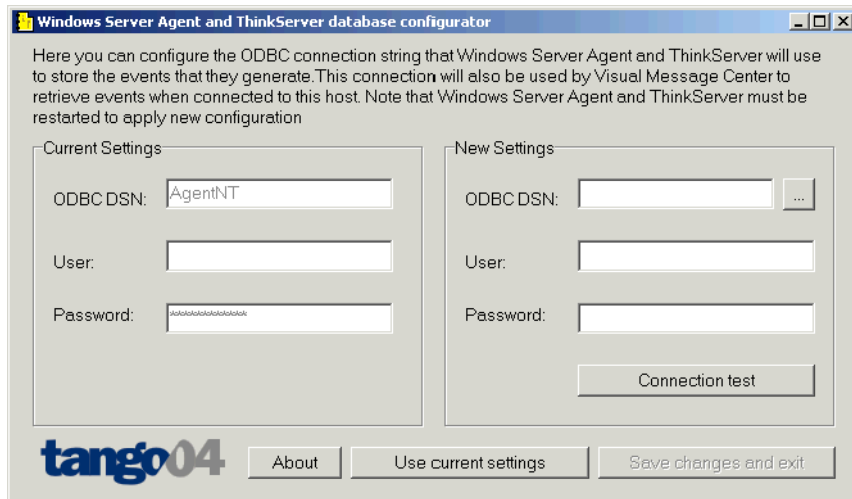 Windows Server Agent and ThinkServer database configurator
Here you can configure the ODBC connection string that Windows Server Agent and ThinkServer will use
to store the events that they generate.This connection will also be used by Visual Message Center to
retrieve events when connected to this host. Note that Windows Server Agent and ThinkServer must be
restarted to apply new configuration
Current Settings
ODBC DSN: AgentNT
User:
Password: **************
New Settings
ODBC DSN: ...
User:
Password:
Connection test
tango04 About Use current settings Save changes and exit